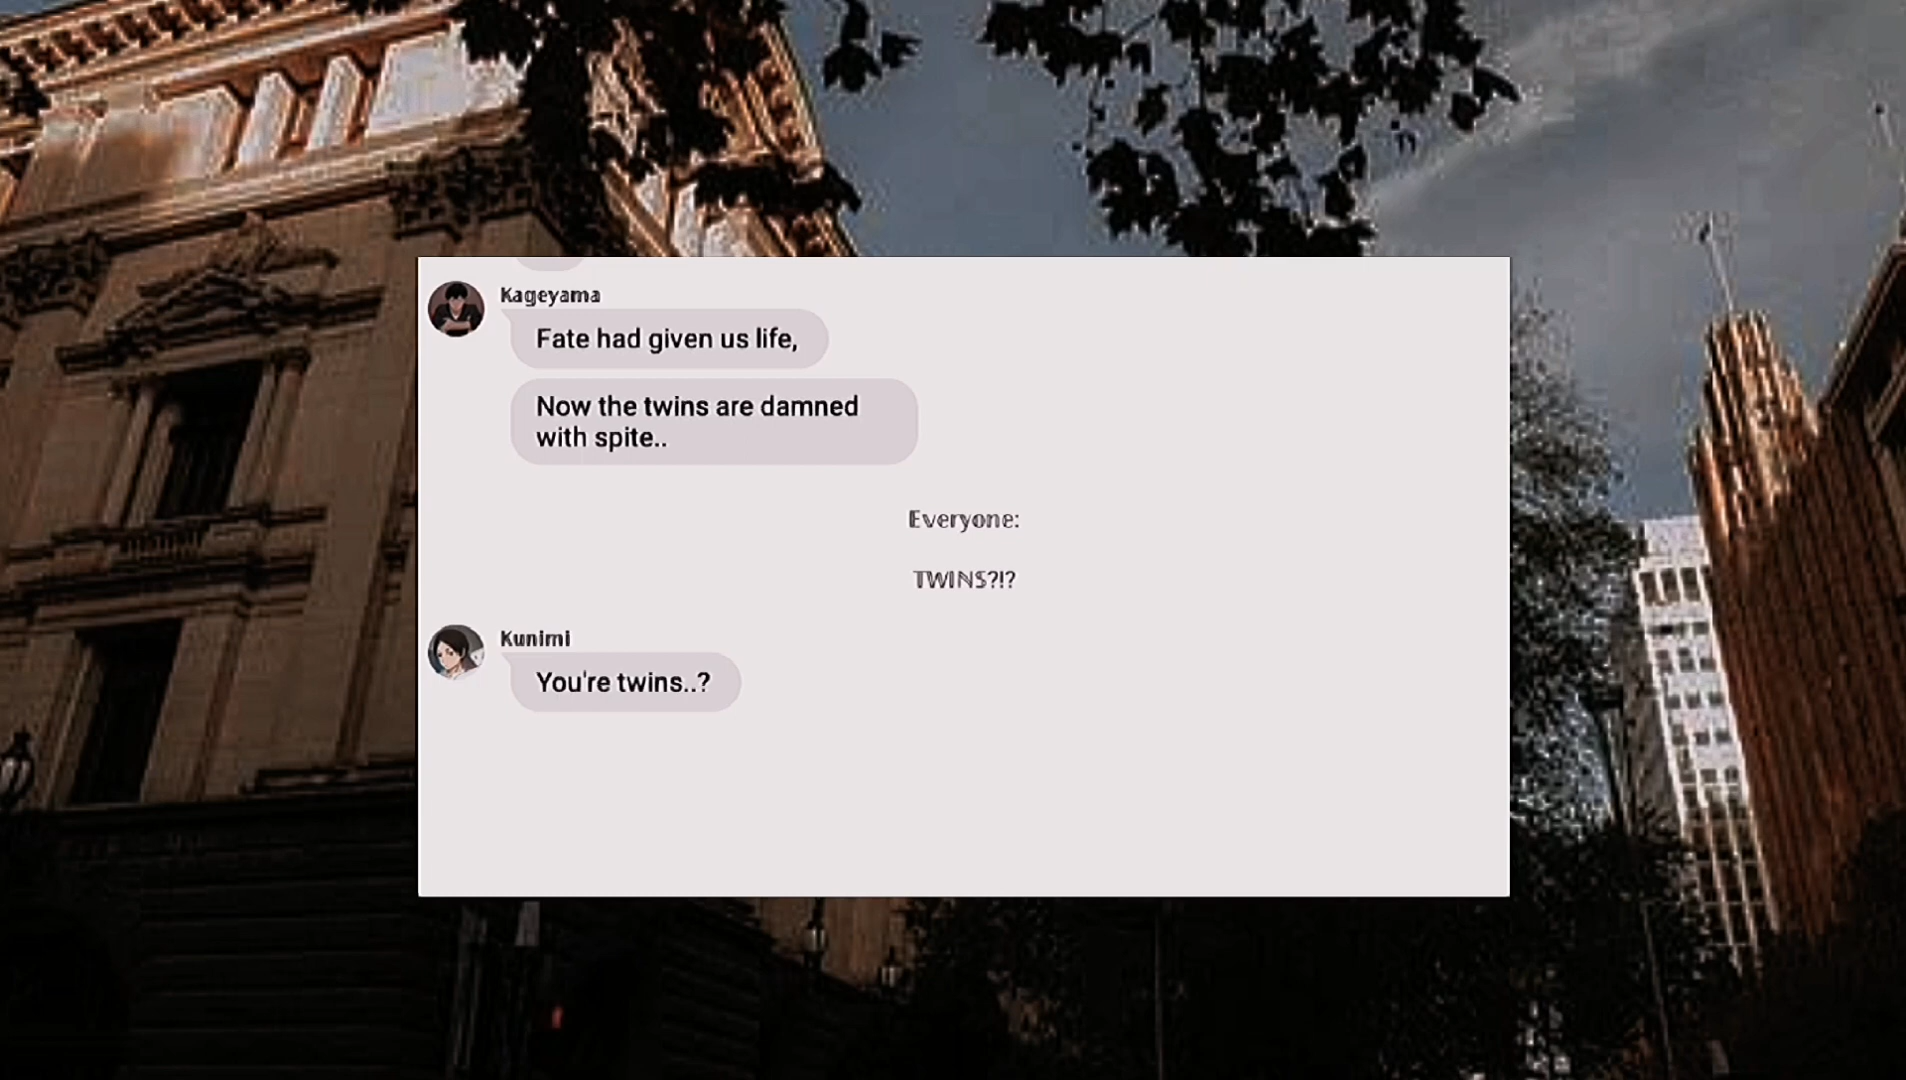 Kageyama
Fate had given us life,
Now the twins are damned
with spite..
Everyone:
TWINS?!?
Kunimi
You're twins..?